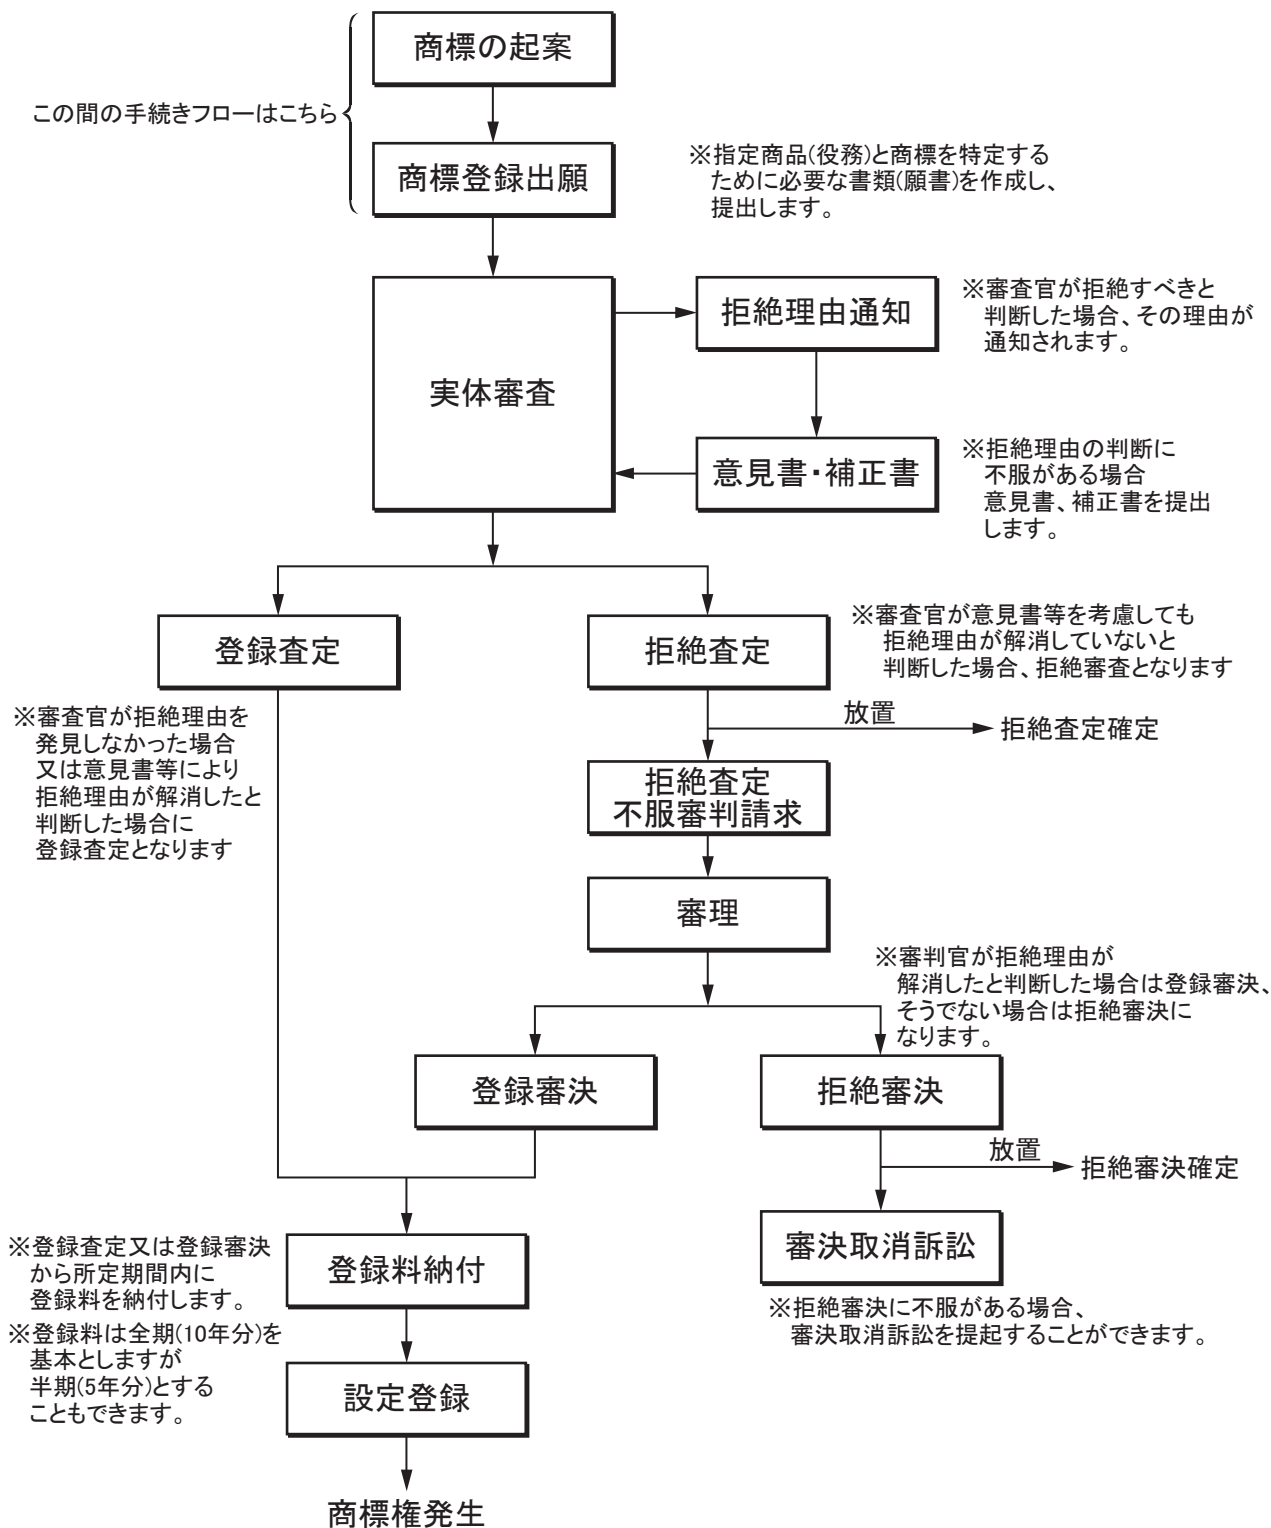 商標の起案
この間の手続きフローはこちら
商標登録出願
※指定商品(役務)と商標を特定する
ために必要な書類(願書)を作成し、
提出します。
実体審査
拒絶理由通知
※審査官が拒絶すべきと
判断した場合、その理由が
通知されます。
意見書・補正書
※拒絶理由の判断に
不服がある場合
意見書、補正書を提出
します。
登録査定
※審査官が拒絶理由を
発見しなかった場合
又は意見書等により
拒絶理由が解消したと
判断した場合に
登録査定となります
拒絶査定
※審査官が意見書等を考慮しても
拒絶理由が解消していないと
判断した場合、拒絶審査となります
放置
拒絶査定確定
拒絶査定
不服審判請求
審理
※審判官が拒絶理由が
解消したと判断した場合は登録審決、
そうでない場合は拒絶審決に
なります。
登録審決
拒絶審決
放置
拒絶審決確定
審決取消訴訟
※拒絶審決に不服がある場合、
審決取消訴訟を提起することができます。
※登録査定又は登録審決
から所定期間内に
登録料を納付します。
※登録料は全期(10年分)を
基本としますが
半期(5年分)とする
こともできます。
登録料納付
設定登録
商標権発生